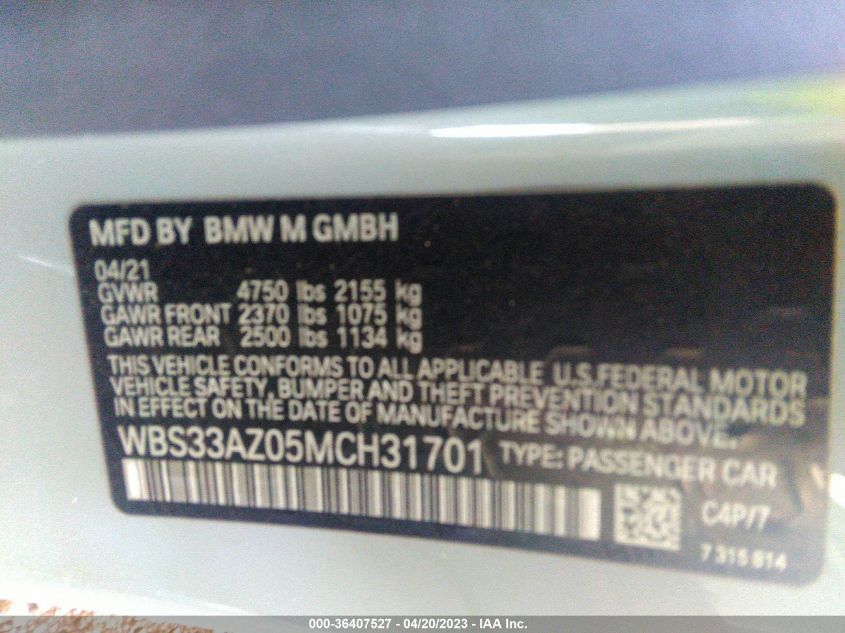 MFD BY BMW M GMBH
04/21
GVWR 4750 lbs 2155 kg
GAWR FRONT 2370 lbs 1075 kg
GAWR REAR 2500 lbs 1134 kg
THIS VEHICLE CONFORMS TO ALL APPLICABLE U.S.FEDERAL MOTOR
VEHICLE SAFETY, BUMPER AND THEFT PREVENTION STANDARDS
IN EFFECT ON THE DATE OF MANUFACTURE SHOWN ABOVE.
WBS33AZ05MCH31701 TYPE: PASSENGER CAR
C4P/7
7 315 814
000-36407527 - 04/20/2023 - IAA Inc.